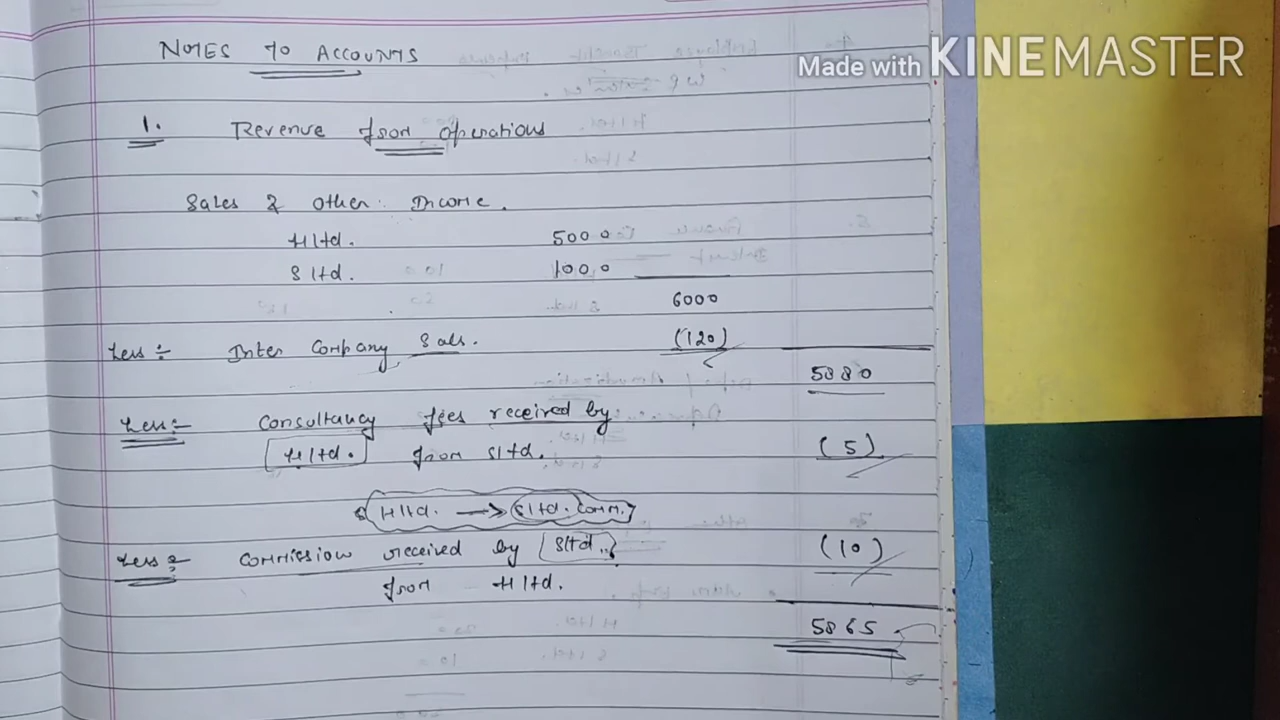 NOTES TO ACCOUNTS
Made with KINEMASTER
1. Revenue from operations
Sales & other Income.
H ltd. 5000
S ltd. 1000
6000
Less:- Inter Company Sales. (120)
5880
Less:- Consultancy fees received by
H ltd. from S ltd. (5)
H ltd. → S ltd. Comm.
Less:- Commission received by S ltd. (10)
from H ltd.
5865